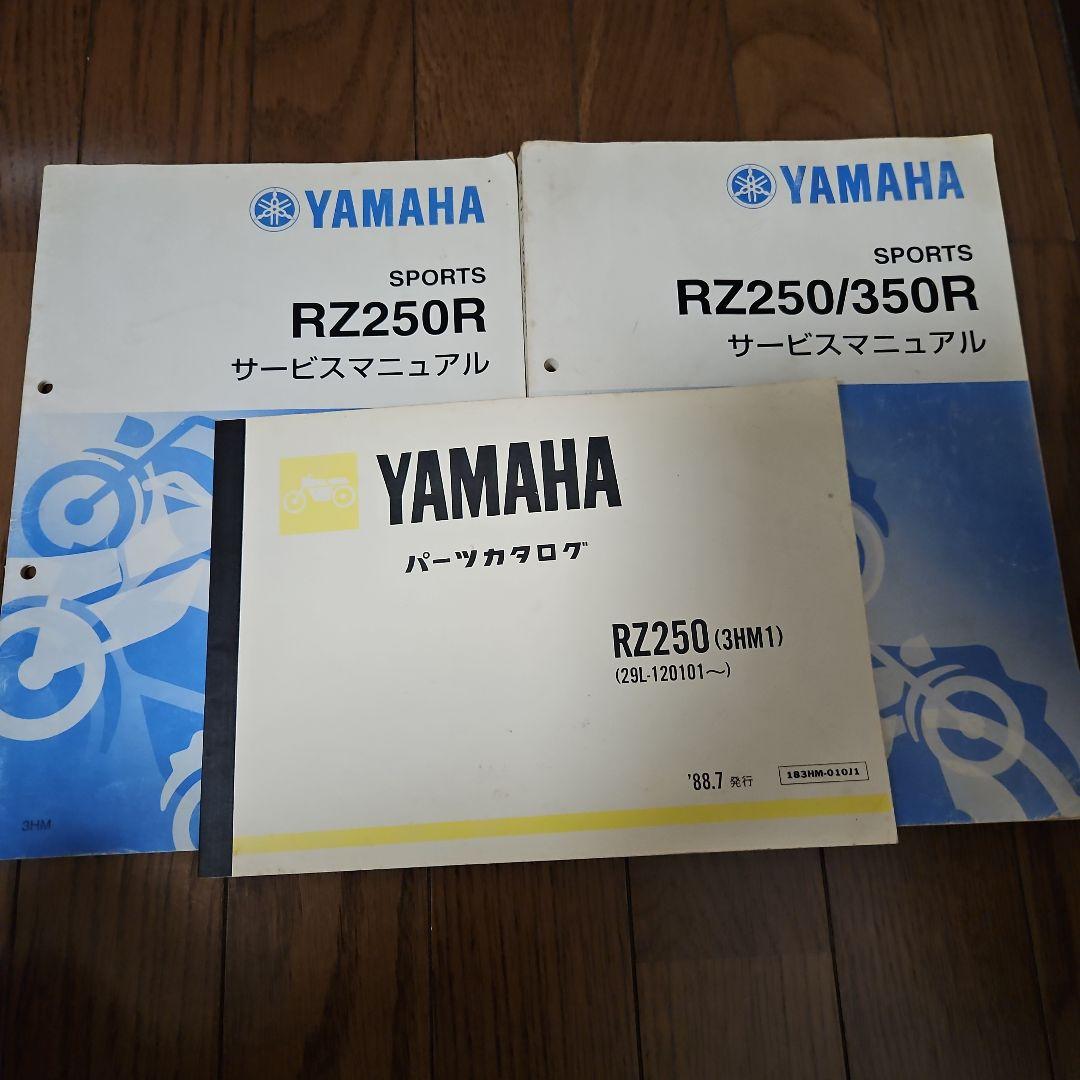 YAMAHA
SPORTS
RZ250R
サービスマニュアル
3HM
YAMAHA
SPORTS
RZ250/350R
サービスマニュアル
YAMAHA
パーツカタログ
RZ250 (3HM1)
(29L-120101〜)
'88.7 発行
183HM-010J1